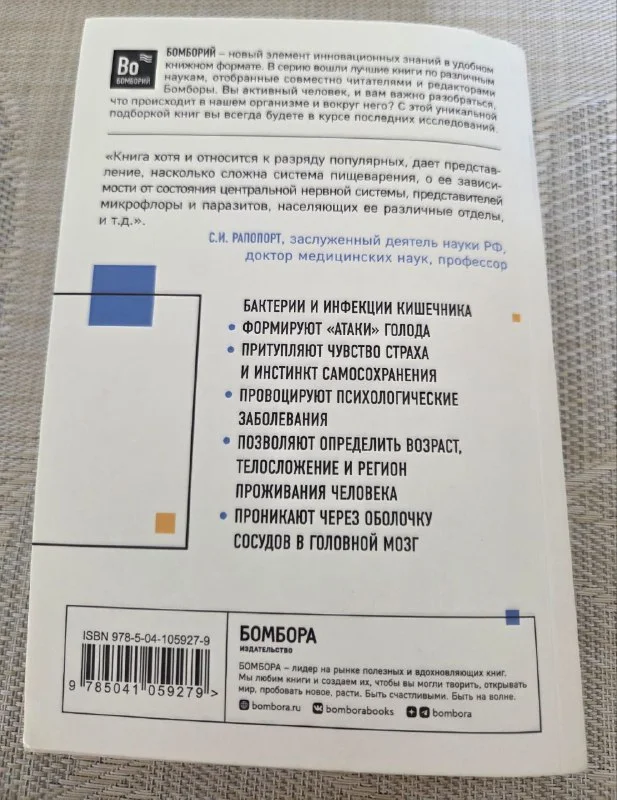 Bo
БОМБОРИЙ
БОМБОРИЙ – новый элемент инновационных знаний в удобном
книжном формате. В серию вошли лучшие книги по различным
наукам, отобранные совместно читателями и редакторами
Бомборы. Вы активный человек, и вам важно разобраться,
что происходит в нашем организме и вокруг него? С этой уникальной
подборкой книг вы всегда будете в курсе последних исследований.
«Книга хотя и относится к разряду популярных, дает представ-
ление, насколько сложна система пищеварения, о ее зависи-
мости от состояния центральной нервной системы, представителей
микрофлоры и паразитов, населяющих ее различные отделы,
и т.д.».
С.И. РАПОПОРТ, заслуженный деятель науки РФ,
доктор медицинских наук, профессор
БАКТЕРИИ И ИНФЕКЦИИ КИШЕЧНИКА
• ФОРМИРУЮТ «АТАКИ» ГОЛОДА
• ПРИТУПЛЯЮТ ЧУВСТВО СТРАХА
И ИНСТИНКТ САМОСОХРАНЕНИЯ
• ПРОВОЦИРУЮТ ПСИХОЛОГИЧЕСКИЕ
ЗАБОЛЕВАНИЯ
• ПОЗВОЛЯЮТ ОПРЕДЕЛИТЬ ВОЗРАСТ,
ТЕЛОСЛОЖЕНИЕ И РЕГИОН
ПРОЖИВАНИЯ ЧЕЛОВЕКА
• ПРОНИКАЮТ ЧЕРЕЗ ОБОЛОЧКУ
СОСУДОВ В ГОЛОВНОЙ МОЗГ
ISBN 978-5-04-105927-9
9 785041 059279 >
БОМБОРА
ИЗДАТЕЛЬСТВО
БОМБОРА – лидер на рынке полезных и вдохновляющих книг.
Мы любим книги и создаем их, чтобы вы могли творить, открывать
мир, пробовать новое, расти. Быть счастливыми. Быть на волне.
bombora.ru bomborabooks bombora